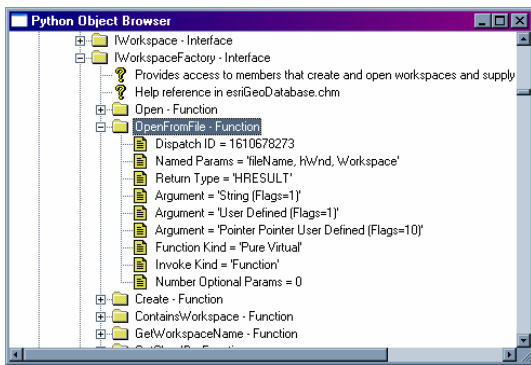 Python Object Browser
IWorkspace - Interface
IWorkspaceFactory - Interface
Provides access to members that create and open workspaces and supply
Help reference in esriGeoDatabase.chm
Open - Function
OpenFromFile - Function
Dispatch ID = 1610678273
Named Params = 'fileName, hWnd, Workspace'
Return Type = 'HRESULT'
Argument = 'String (Flags=1)'
Argument = 'User Defined (Flags=1)'
Argument = 'Pointer Pointer User Defined (Flags=10)'
Function Kind = 'Pure Virtual'
Invoke Kind = 'Function'
Number Optional Params = 0
Create - Function
ContainsWorkspace - Function
GetWorkspaceName - Function